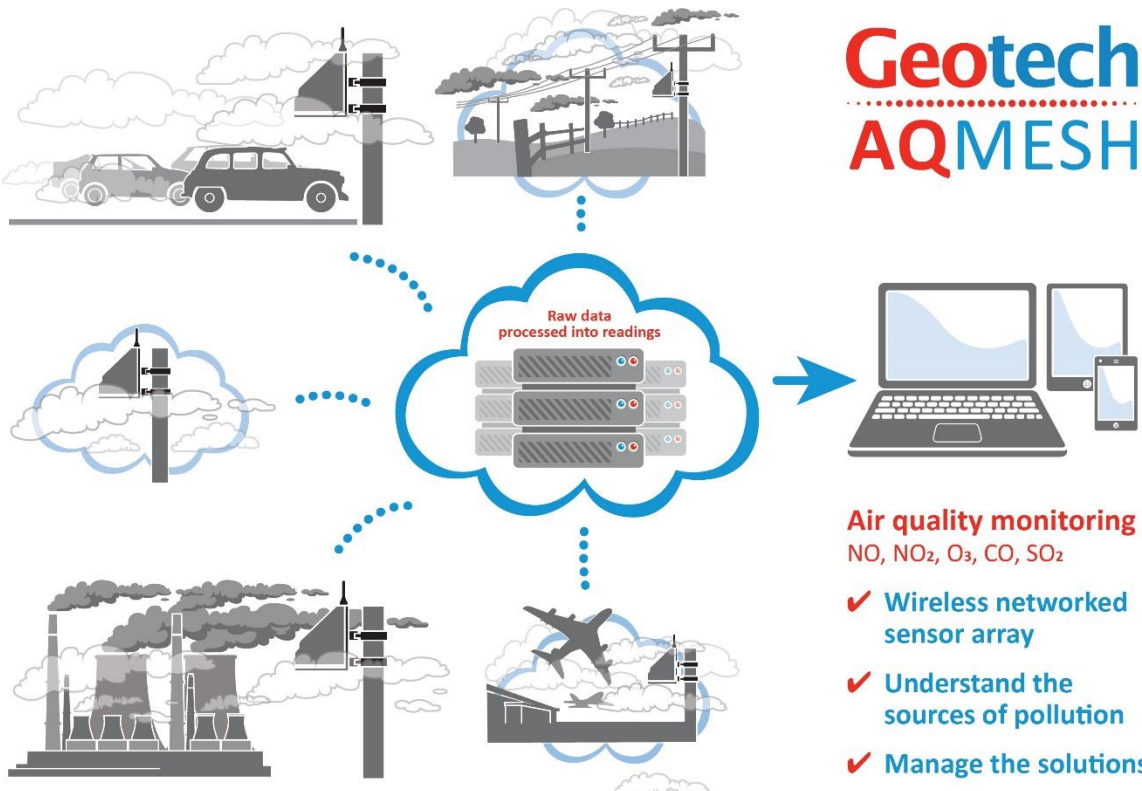 Geotech
AQMESH
Raw data
processed into readings
Air quality monitoring
NO, NO₂, O₃, CO, SO₂
✔ Wireless networked
sensor array
✔ Understand the
sources of pollution
✔ Manage the solutions